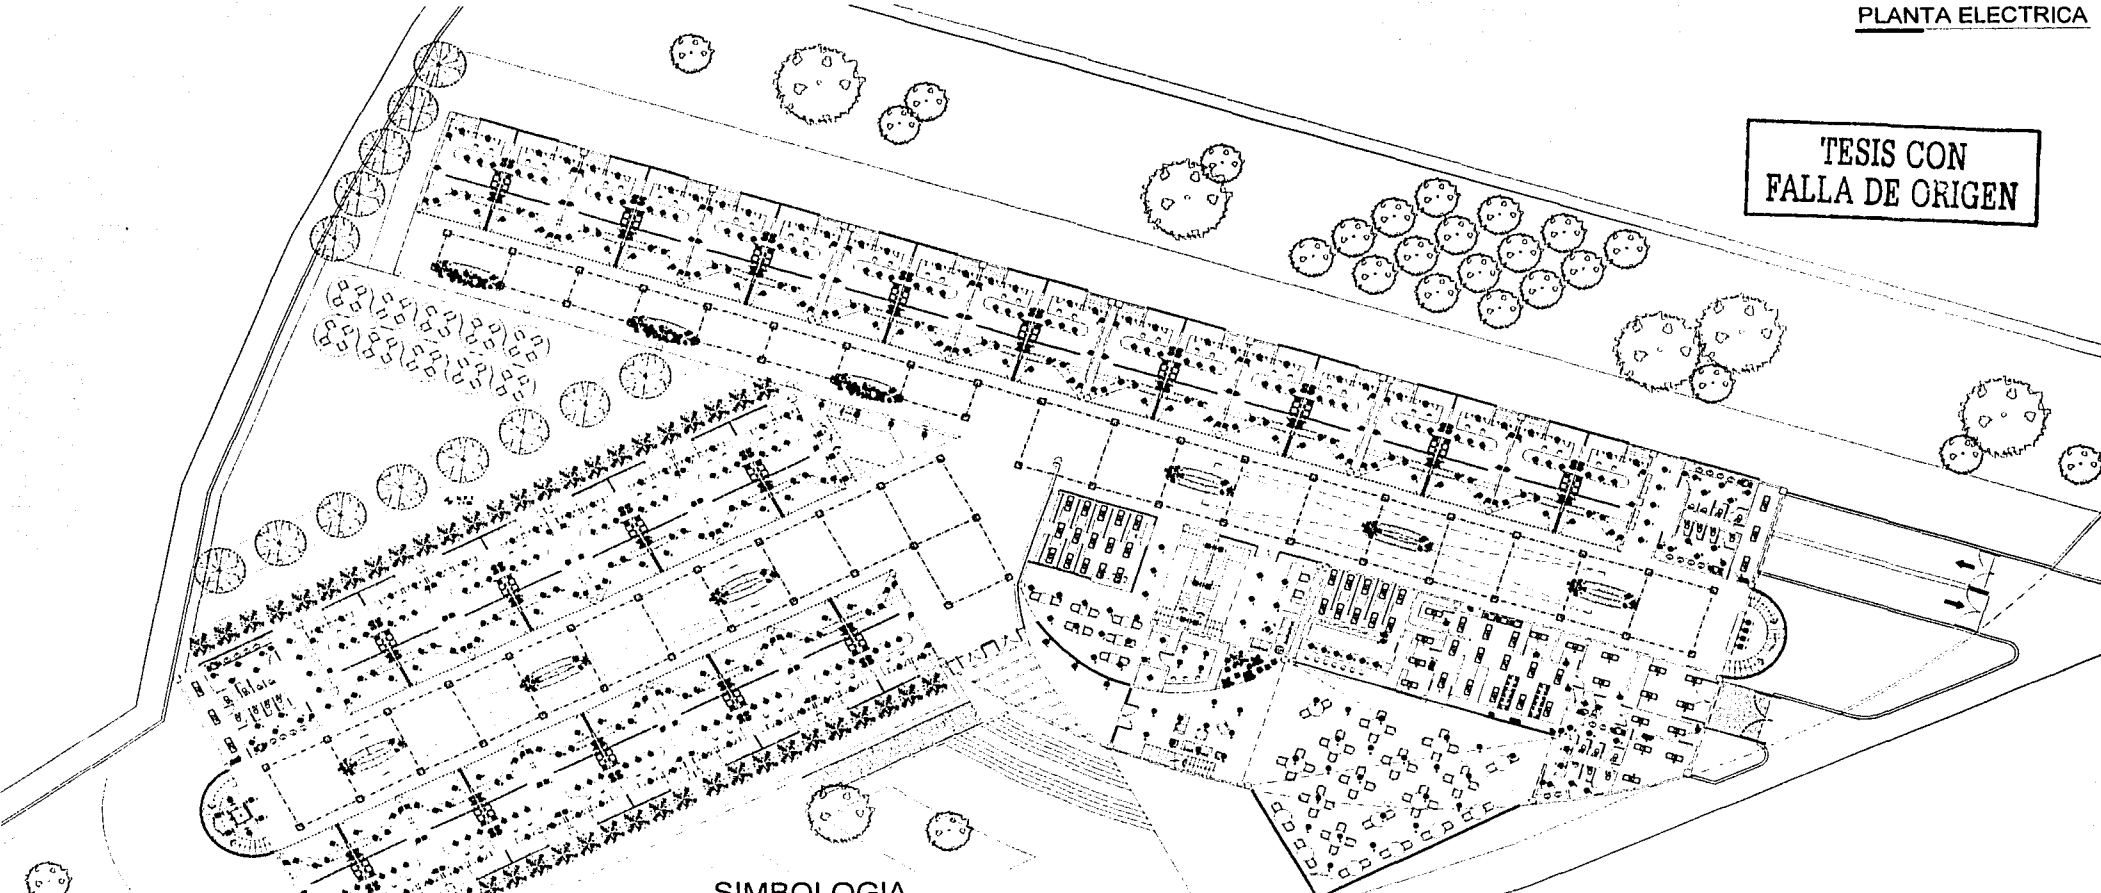 PLANTA ELECTRICA
TESIS CON
FALLA DE ORIGEN
SIMBOLOGIA